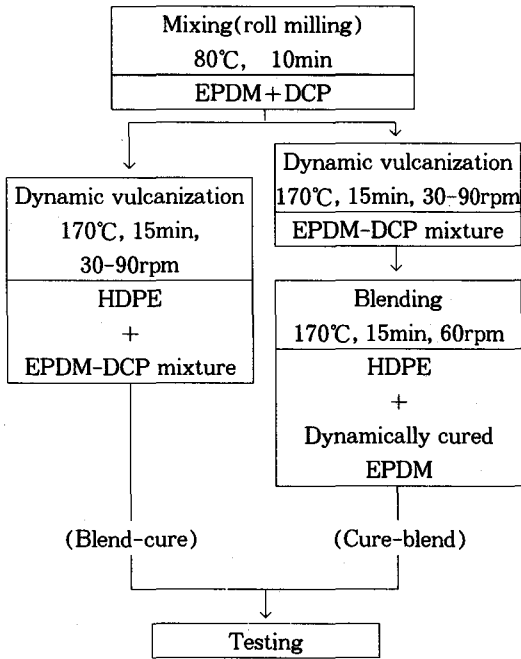 Mixing(roll milling)
80℃, 10min
EPDM+DCP
Dynamic vulcanization
170℃, 15min,
30-90rpm
HDPE
+
EPDM-DCP mixture
Dynamic vulcanization
170℃, 15min, 30-90rpm
EPDM-DCP mixture
Blending
170℃, 15min, 60rpm
HDPE
+
Dynamically cured
EPDM
(Blend-cure)
(Cure-blend)
Testing